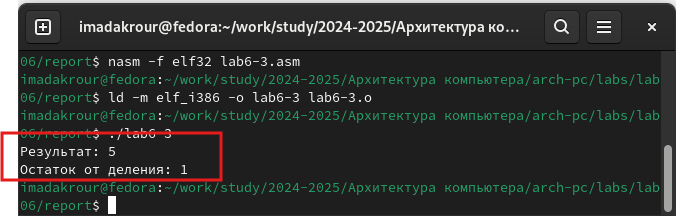 imadakrour@fedora:~/work/study/2024-2025/Архитектура ко...
06/report$ nasm -f elf32 lab6-3.asm
imadakrour@fedora:~/work/study/2024-2025/Архитектура компьютера/arch-pc/labs/lab
06/report$ ld -m elf_i386 -o lab6-3 lab6-3.o
imadakrour@fedora:~/work/study/2024-2025/Архитектура компьютера/arch-pc/labs/lab
06/report$ ./lab6-3
Результат: 5
Остаток от деления: 1
imadakrour@fedora:~/work/study/2024-2025/Архитектура компьютера/arch-pc/labs/lab
06/report$